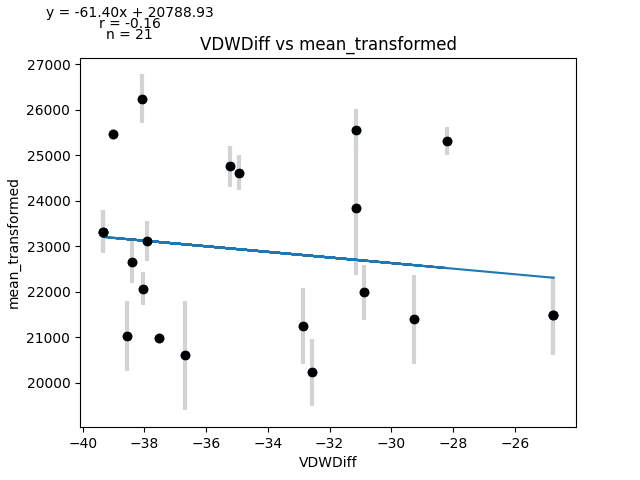 y = -61.40x + 20788.93
r = -0.16
n = 21
VDWDiff vs mean_transformed
27000
26000
25000
24000
23000
22000
21000
20000
mean_transformed
−40 −38 −36 −34 −32 −30 −28 −26
VDWDiff